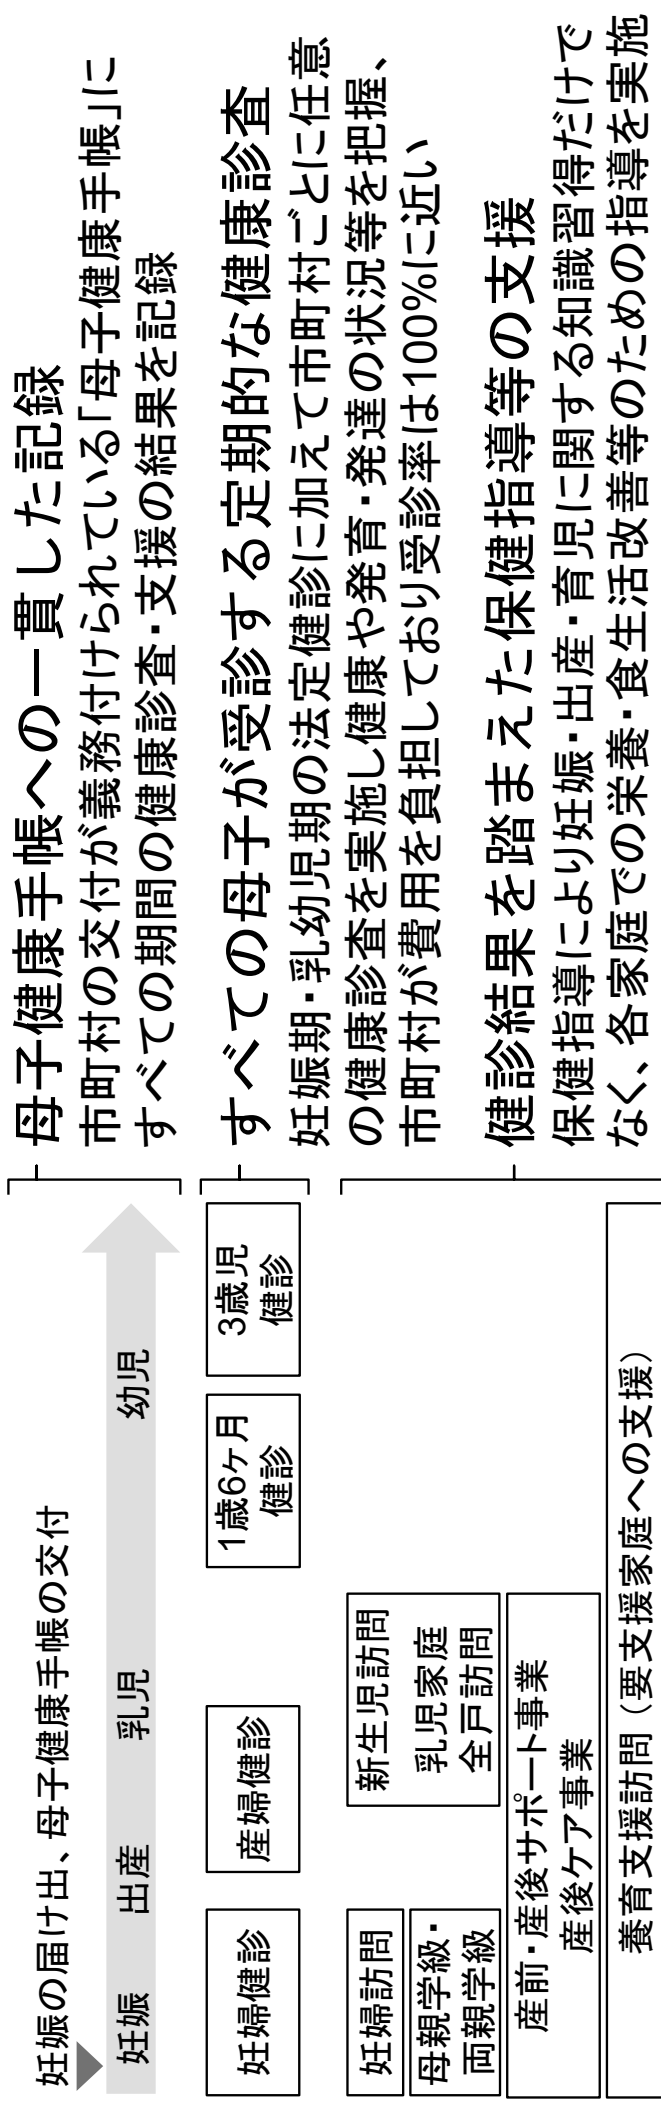 妊娠の届け出、母子健康手帳の交付
妊娠
出産
乳児
幼児
妊婦健診
産婦健診
1歳6ヶ月
健診
3歳児
健診
妊婦訪問
母親学級・
両親学級
新生児訪問
乳児家庭
全戸訪問
産前・産後サポート事業
産後ケア事業
養育支援訪問（要支援家庭への支援）
母子健康手帳への一貫した記録
市町村の交付が義務付けられている「母子健康手帳」に
すべての期間の健康診査・支援の結果を記録
すべての母子が受診する定期的な健康診査
妊娠期・乳幼児期の法定健診に加えて市町村ごとに任意
の健康診査を実施し健康や発育・発達の状況等を把握、
市町村が費用を負担しており受診率は100%に近い
健診結果を踏まえた保健指導等の支援
保健指導により妊娠・出産・育児に関する知識習得だけで
なく、各家庭での栄養・食生活改善等のための指導を実施